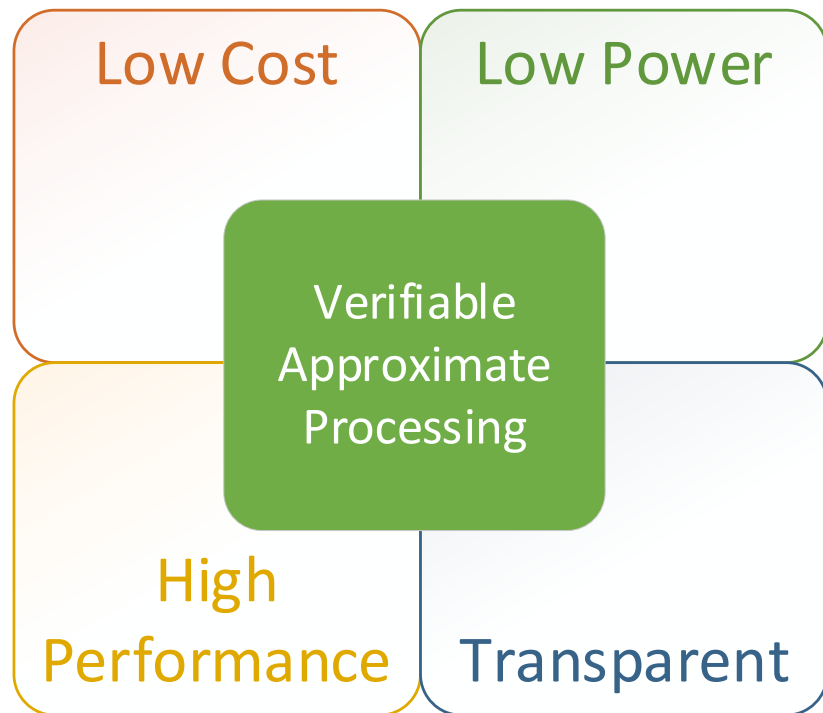 Low Cost
Low Power
Verifiable
Approximate
Processing
High
Performance
Transparent